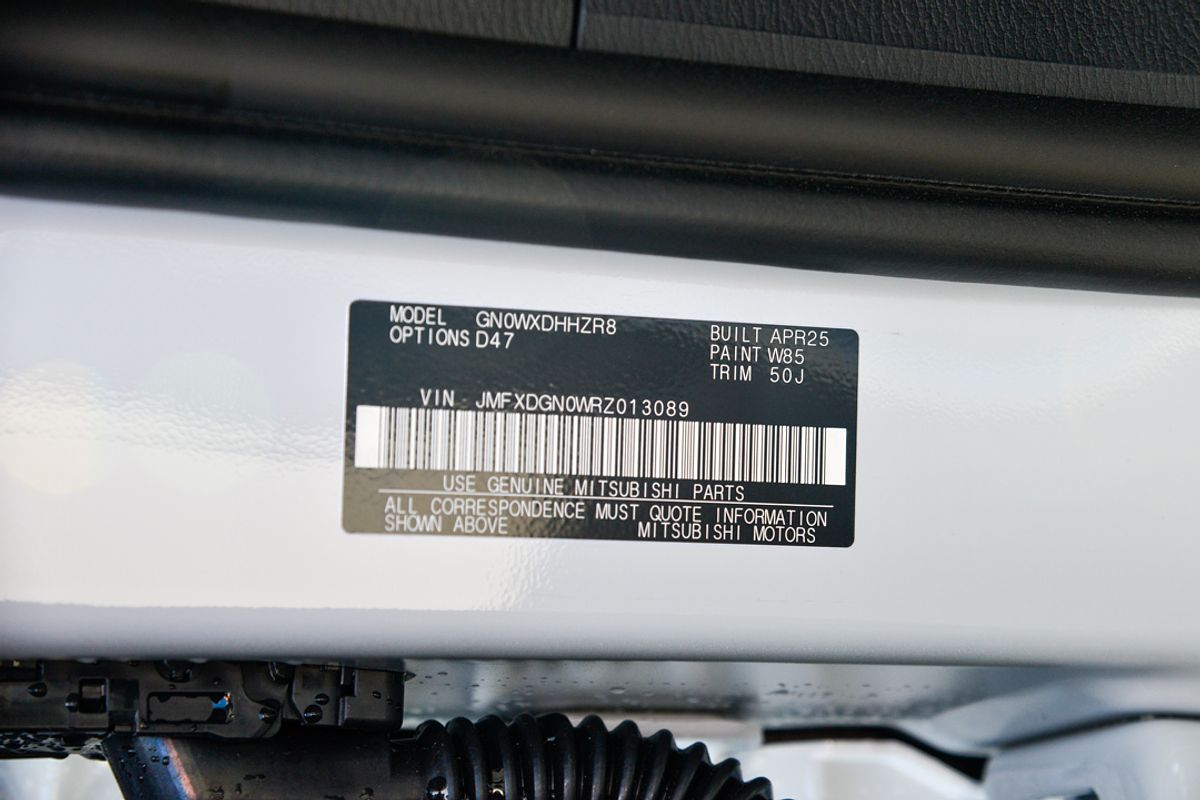 MODEL GN0WXDHHZR8
OPTIONS D47
BUILT APR25
PAINT W85
TRIM 50J
VIN JMFXDGN0WRZ013089
USE GENUINE MITSUBISHI PARTS
ALL CORRESPONDENCE MUST QUOTE INFORMATION
SHOWN ABOVE MITSUBISHI MOTORS